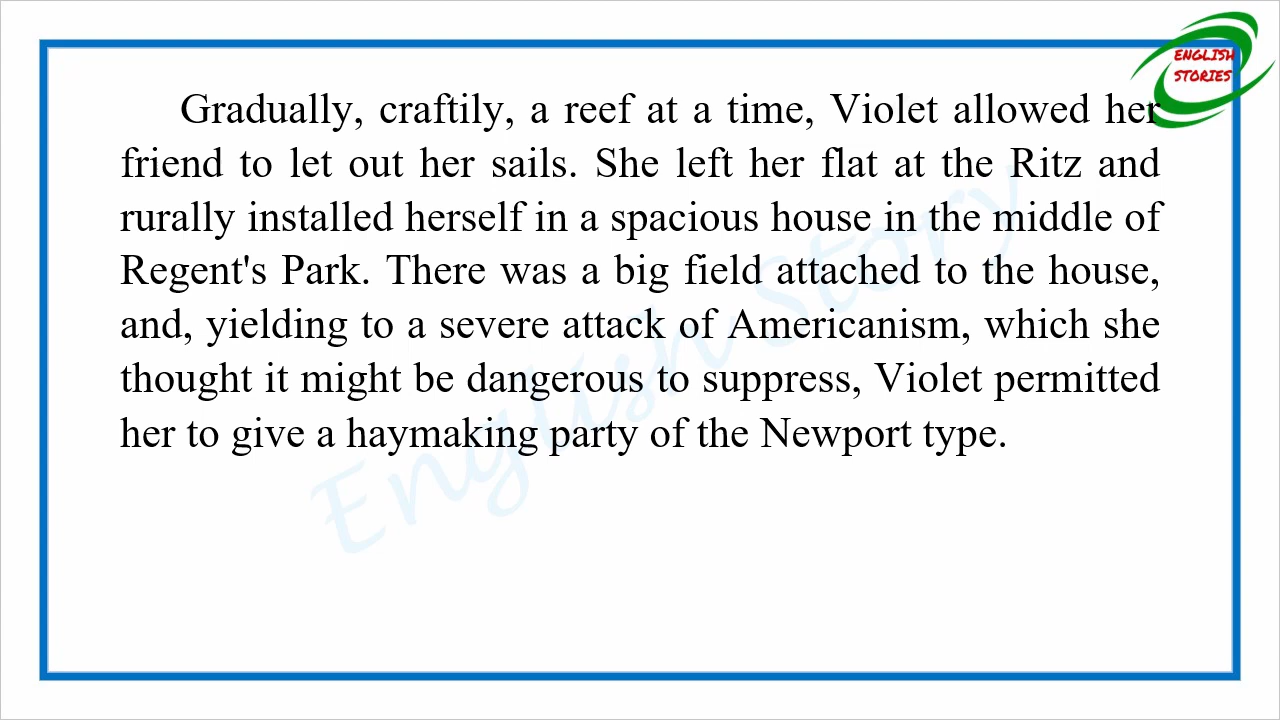 ENGLISH
STORIES
Gradually, craftily, a reef at a time, Violet allowed her
friend to let out her sails. She left her flat at the Ritz and
rurally installed herself in a spacious house in the middle of
Regent's Park. There was a big field attached to the house,
and, yielding to a severe attack of Americanism, which she
thought it might be dangerous to suppress, Violet permitted
her to give a haymaking party of the Newport type.
English Story